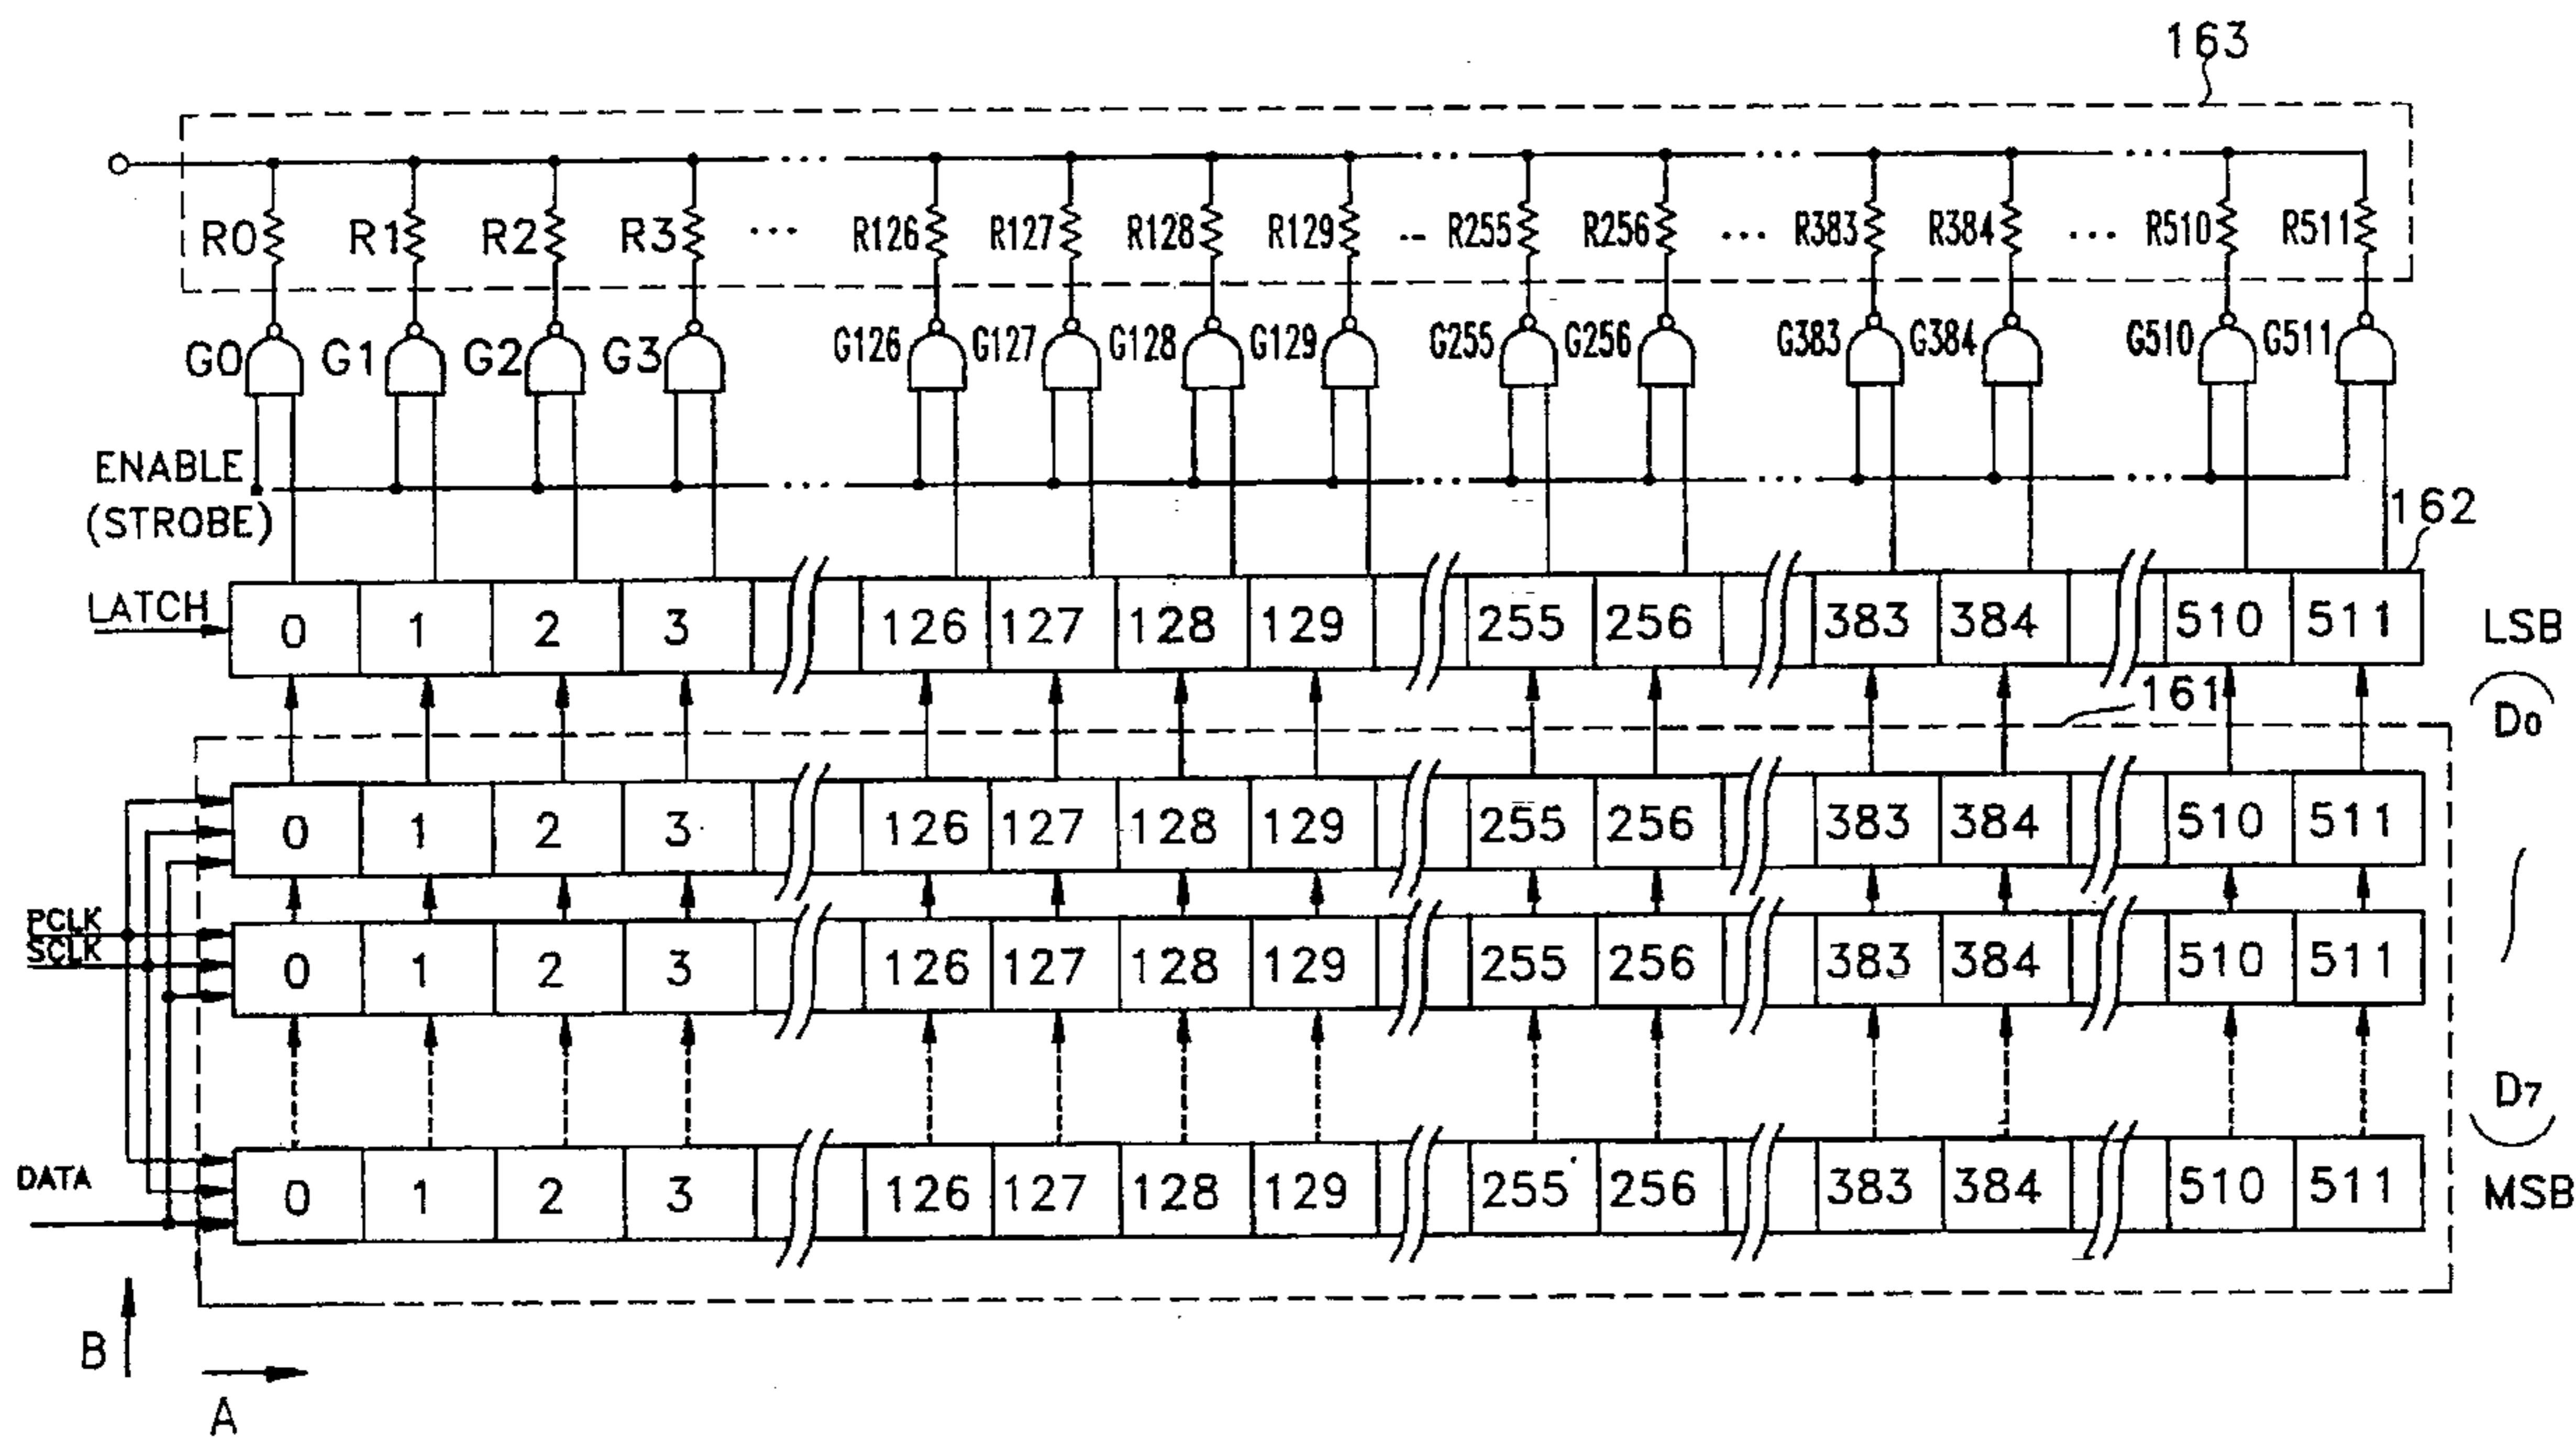 163
R0 R1 R2 R3 ... R126 R127 R128 R129 -- R255 R256 ... R383 R384 ... R510 R511
G0 G1 G2 G3 G126 G127 G128 G129 G255 G256 G383 G384 G510 G511
ENABLE
(STROBE)
162
LATCH 0 1 2 3 126 127 128 129 255 256 383 384 510 511 LSB
161
D0
0 1 2 3 126 127 128 129 255 256 383 384 510 511
PCLK
SCLK
0 1 2 3 126 127 128 129 255 256 383 384 510 511
D7
DATA 0 1 2 3 126 127 128 129 255 256 383 384 510 511 MSB
B
A